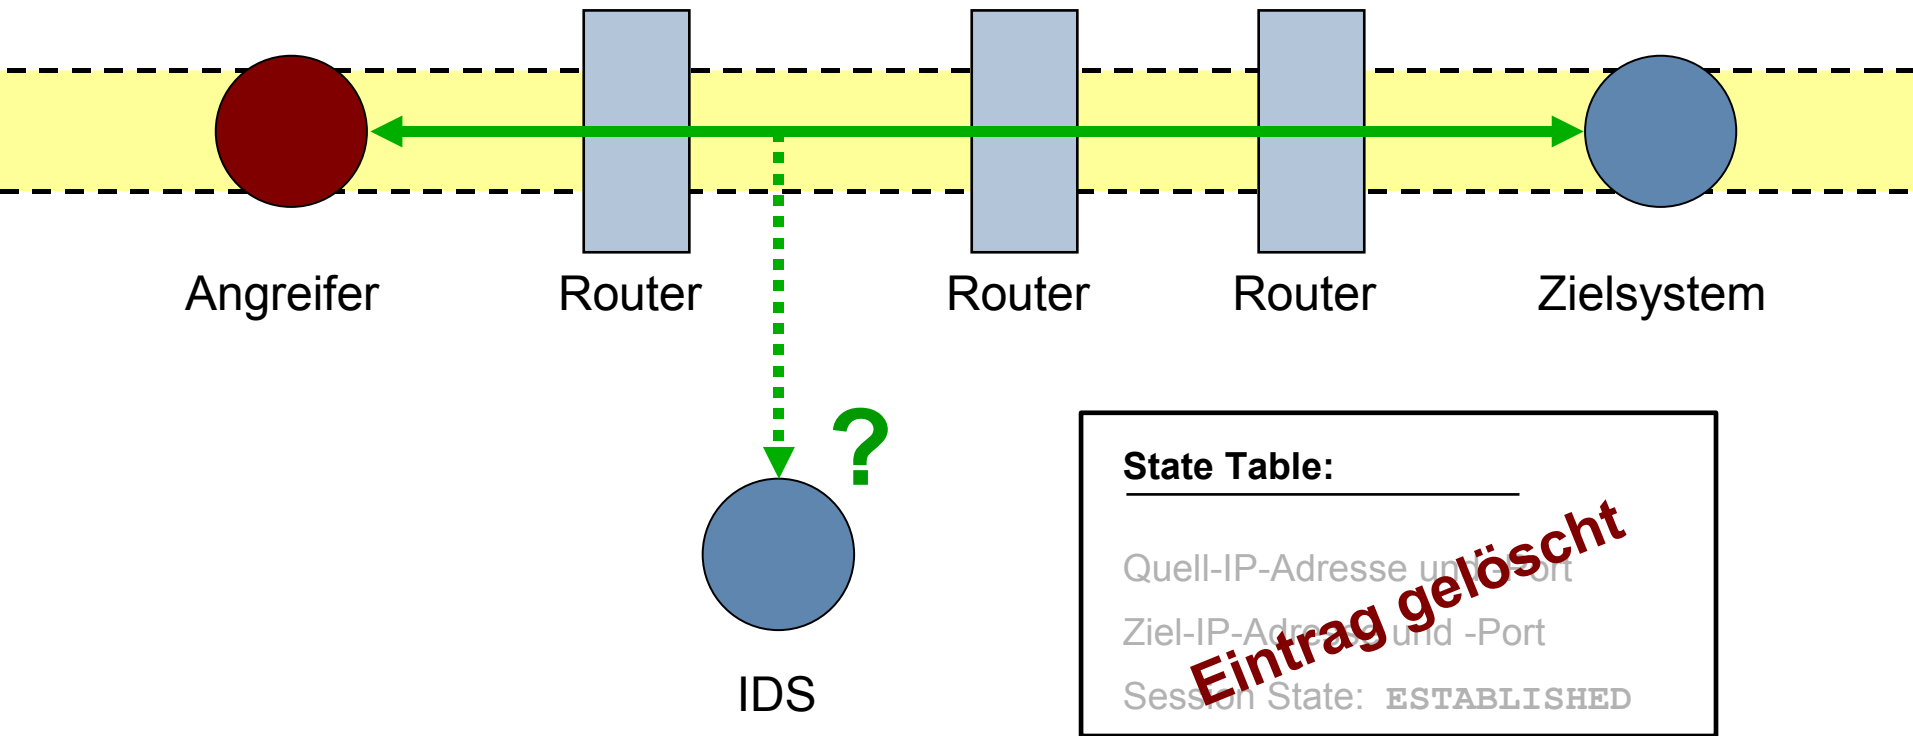 Angreifer
Router
Router
Router
Zielsystem
?
State Table:
Quell-IP-Adresse und -Port
Ziel-IP-Adresse und -Port
Session State: ESTABLISHED
Eintrag gelöscht
IDS